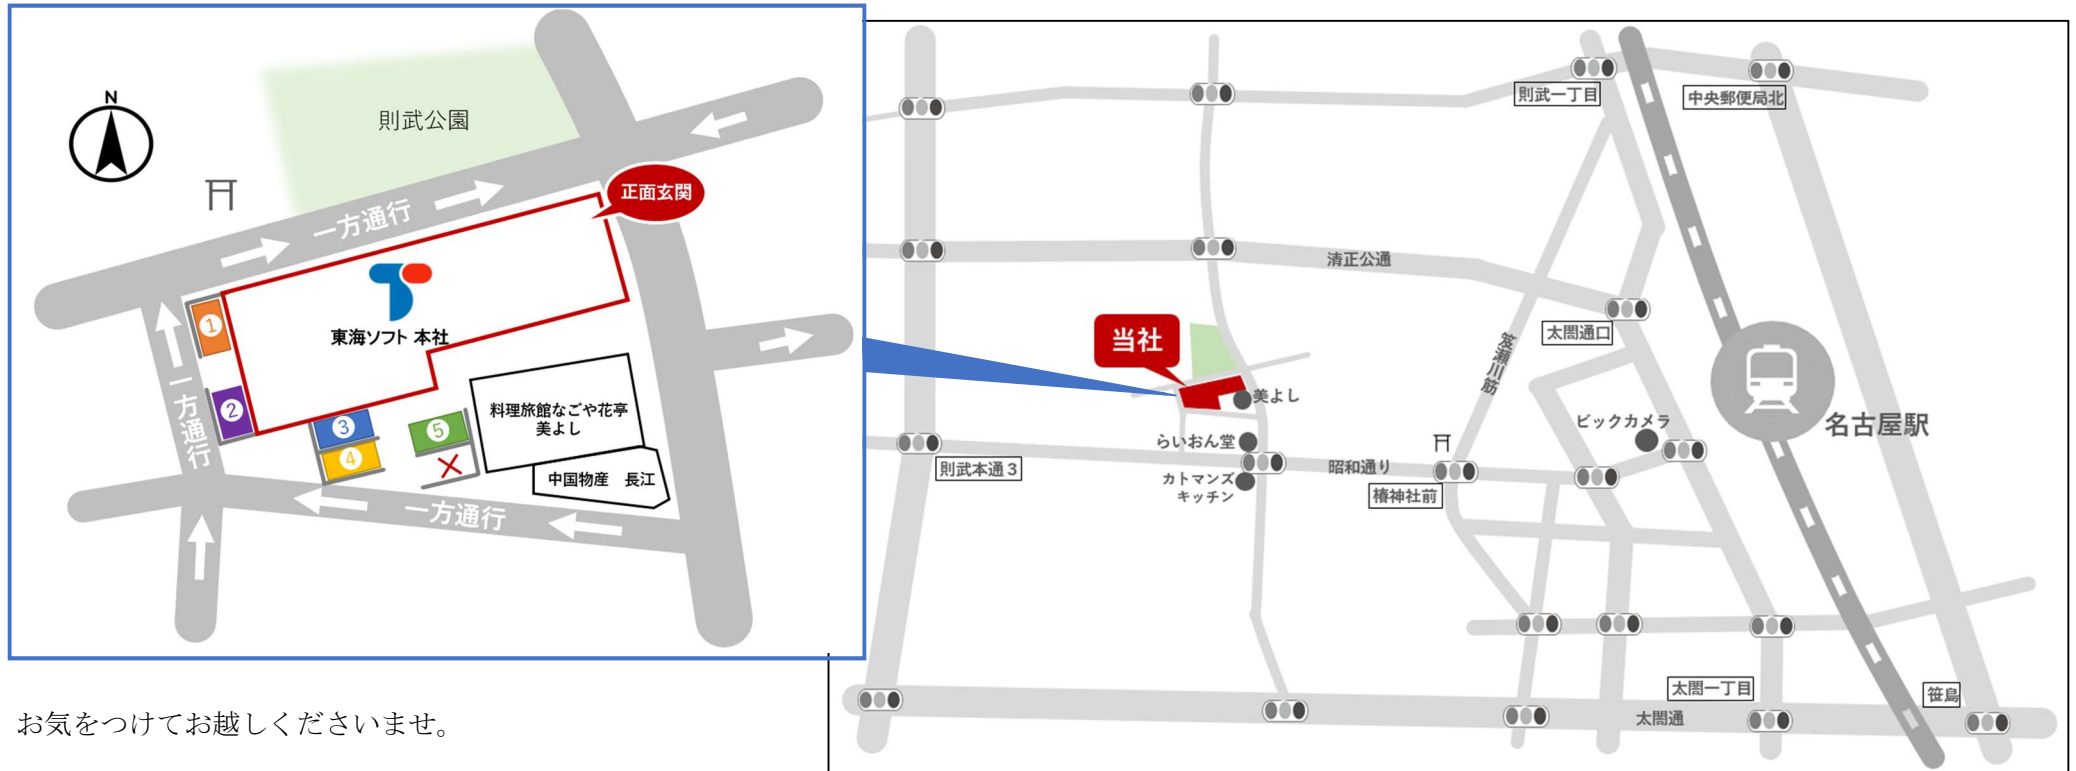 N
則武公園
正面玄関
一方通行
東海ソフト 本社
1
2
3
4
5
一方通行
料理旅館なごや花亭
美よし
中国物産　長江
一方通行
お気をつけてお越しくださいませ。
則武一丁目
中央郵便局北
清正公通
太閤通口
当社
笈瀬川筋
美よし
ビックカメラ
名古屋駅
らいおん堂
則武本通３
昭和通り
カトマンズ
キッチン
椿神社前
太閤一丁目
笹島
太閤通